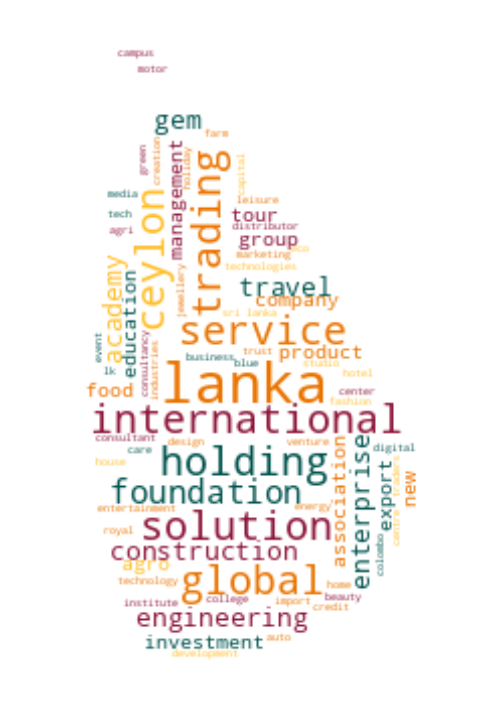 campus
motor
gem
farm
green
creation
management
holiday
trading
capital
ceylon
media
leisure
tech
tour
distributor
agri
group
marketing
eco
academy
education
jewellery
technologies
travel
company
sri lanka
service
event
consultancy
industries
business
blue
trust
product
studio
lk
lanka
hotel
food
center
fashion
international
consultant
design
venture
association
enterprise
digital
care
holding
house
export
traders
new
foundation
entertainment
energy
royal
solution
centre
colombo
construction
agro
technology
global
home
institute
college
import
beauty
credit
engineering
investment
auto
development